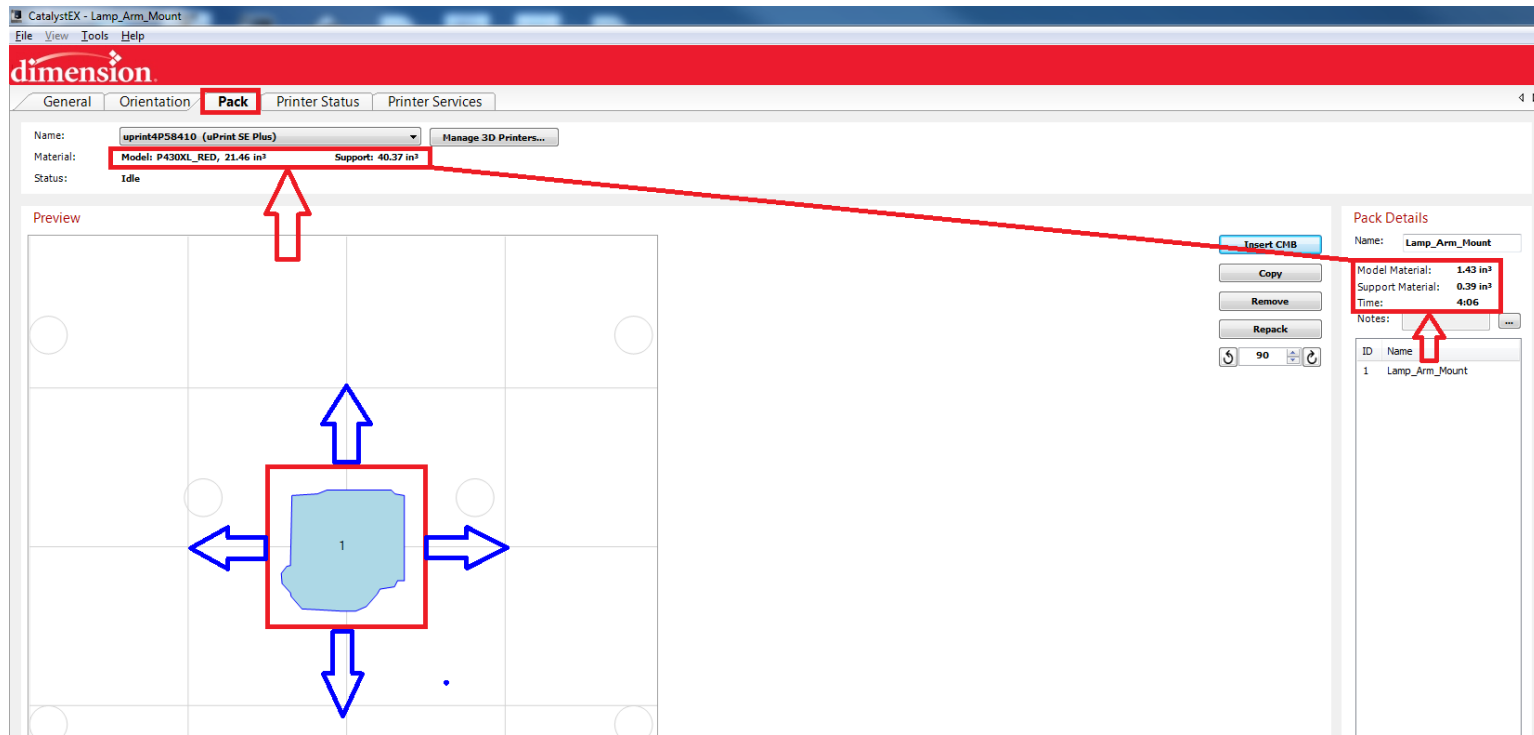 CatalystEX - Lamp_Arm_Mount
File View Tools Help
dimension
General Orientation Pack Printer Status Printer Services
Name: uprint4P58410 (uPrint SE Plus) Manage 3D Printers...
Material: Model: P430XL_RED, 21.46 in³ Support: 40.37 in³
Status: Idle
Preview
Insert CMB
Copy
Remove
Repack
90
1
Pack Details
Name: Lamp_Arm_Mount
Model Material: 1.43 in³
Support Material: 0.39 in³
Time: 4:06
Notes: ...
ID Name
1 Lamp_Arm_Mount